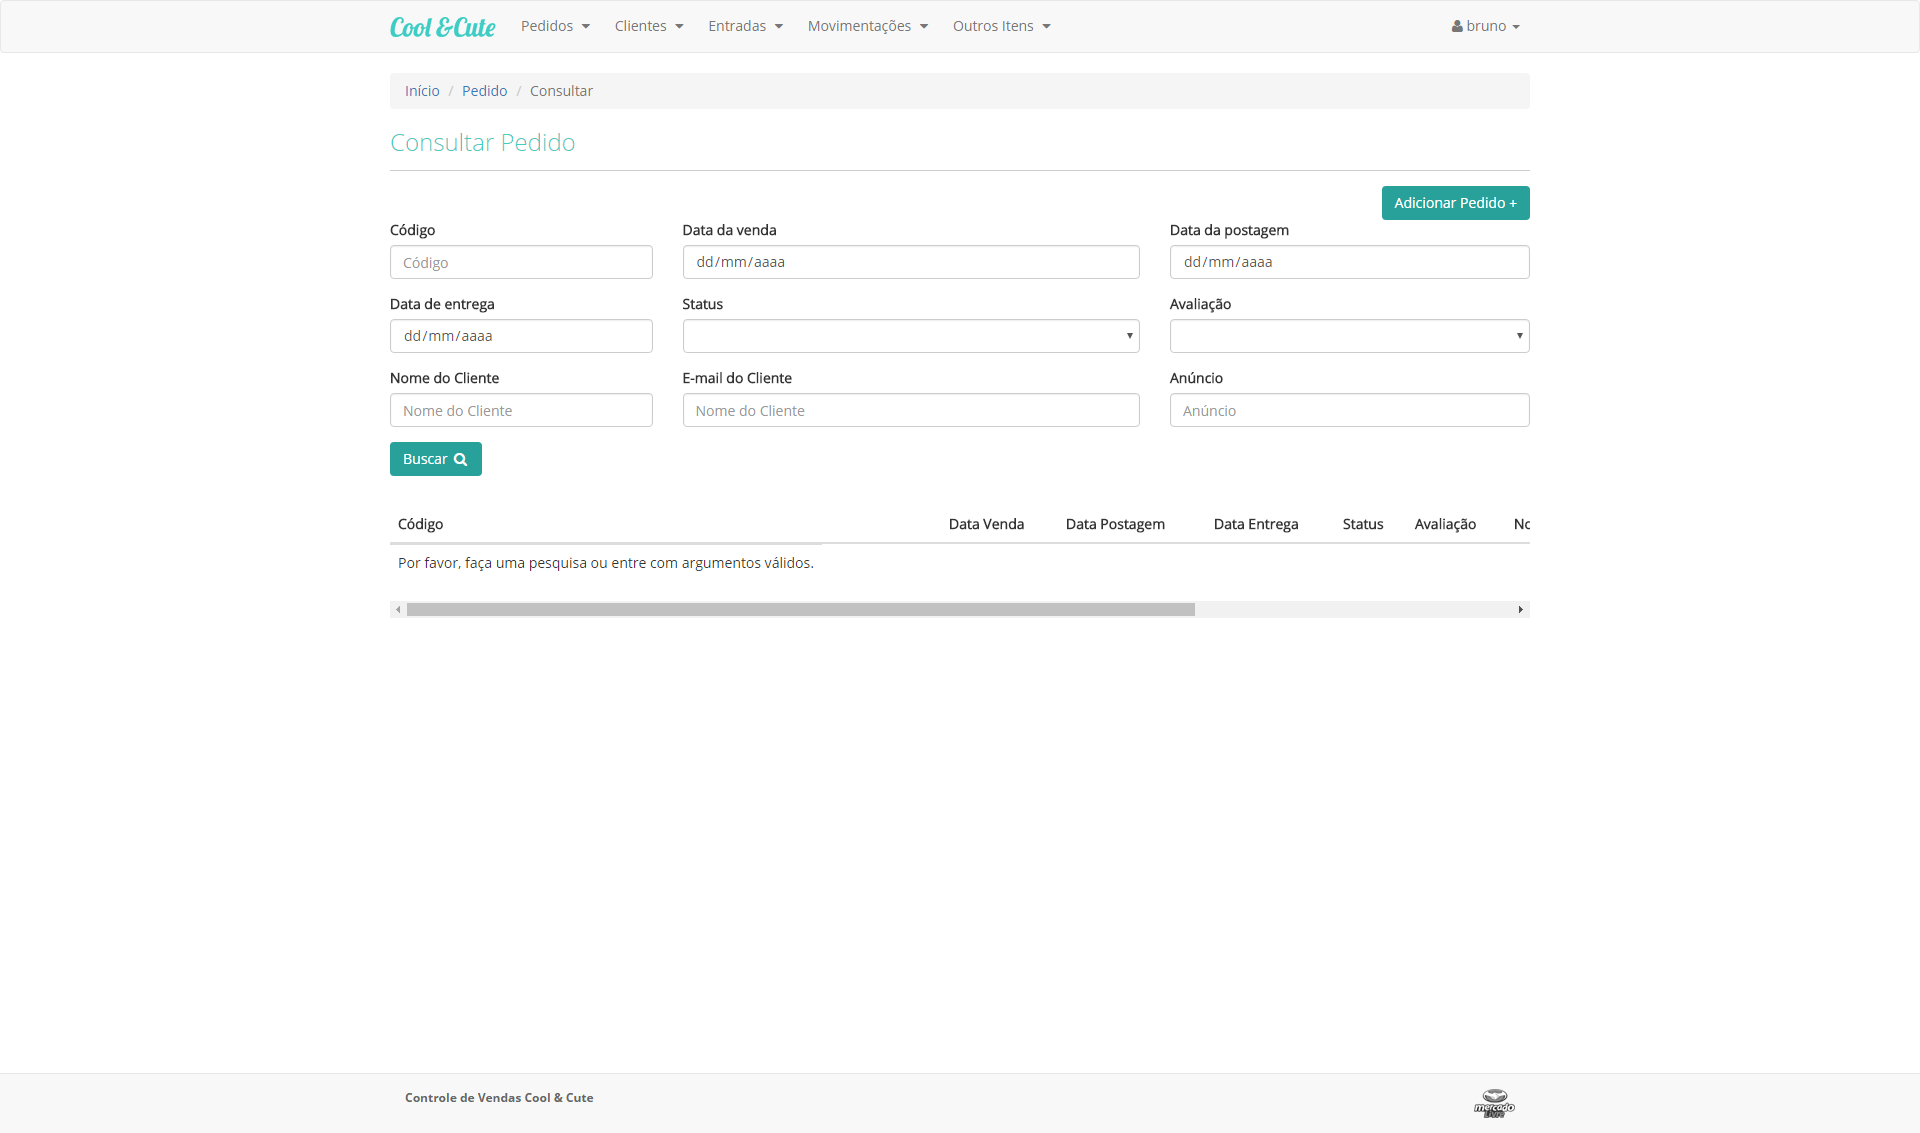 Cool &Cute Pedidos Clientes Entradas Movimentações Outros Itens bruno
Início / Pedido / Consultar
Consultar Pedido
Adicionar Pedido +
Código Data da venda Data da postagem
Código dd/mm/aaaa dd/mm/aaaa
Data de entrega Status Avaliação
dd/mm/aaaa
Nome do Cliente E-mail do Cliente Anúncio
Nome do Cliente Nome do Cliente Anúncio
Buscar
Código Data Venda Data Postagem Data Entrega Status Avaliação
Por favor, faça uma pesquisa ou entre com argumentos válidos.
Controle de Vendas Cool & Cute
mercado
livre